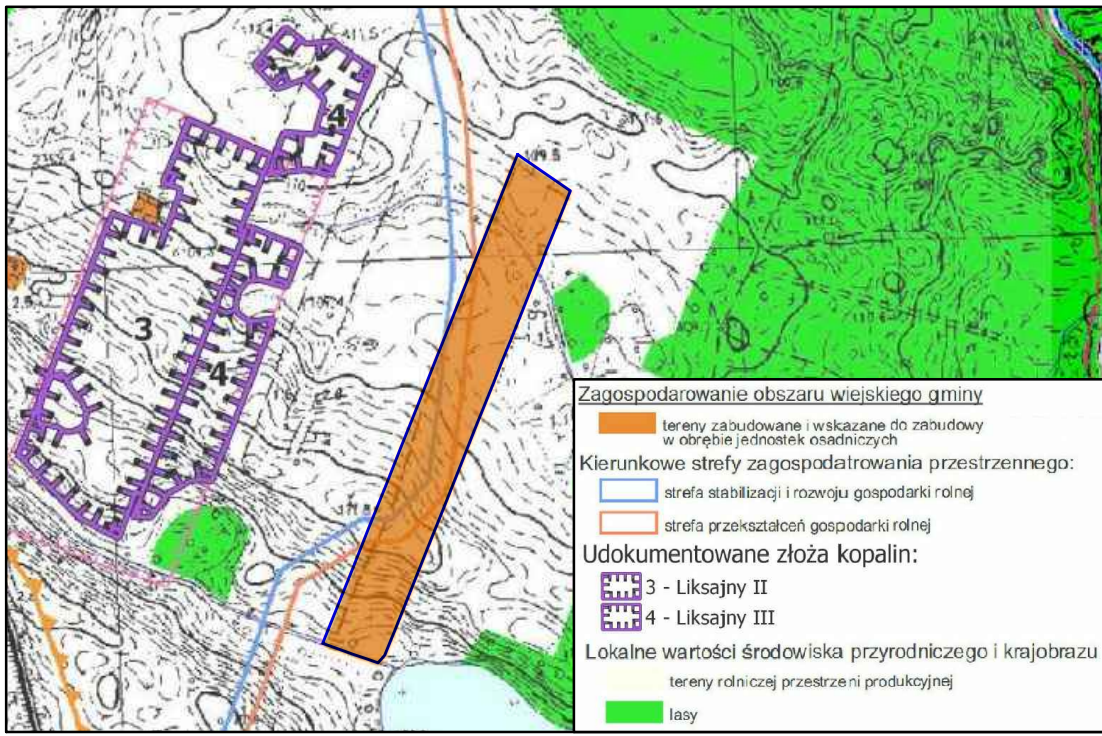 109.5
4
3
4
Zagospodarowanie obszaru wiejskiego gminy
tereny zabudowane i wskazane do zabudowy
w obrębie jednostek osadniczych
Kierunkowe strefy zagospodatrowania przestrzennego:
strefa stabilizacji i rozwoju gospodarki rolnej
strefa przekształceń gospodarki rolnej
Udokumentowane złoża kopalin:
3 - Liksajny II
4 - Liksajny III
Lokalne wartości środowiska przyrodniczego i krajobrazu
tereny rolniczej przestrzeni produkcyjnej
lasy